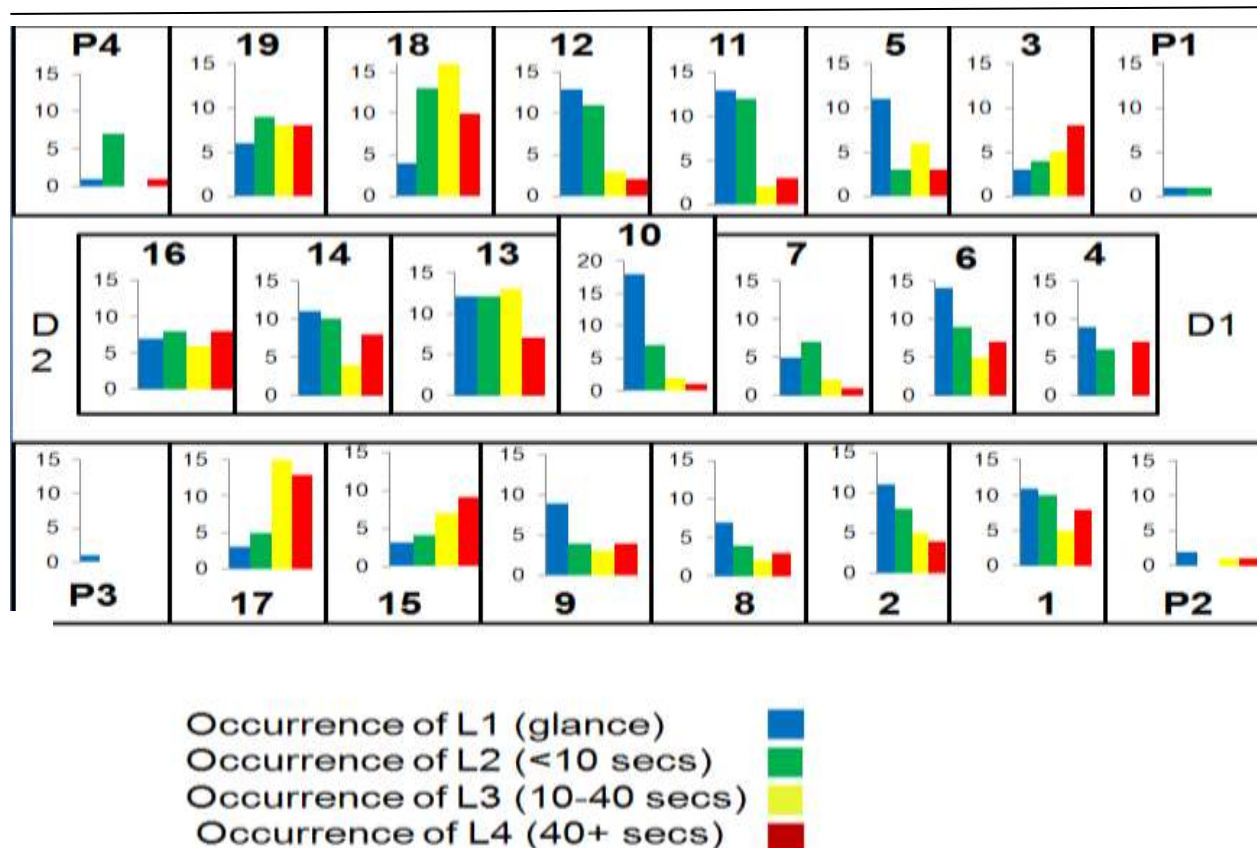 P4 19 18 12 11 5 3 P1
15 15 15 15 15 15 15 15
10 10 10 10 10 10 10 10
5 5 5 5 5 5 5 5
0 0 0 0 0 0 0 0
16 14 13 10 7 6 4
20
15 15 15 15 15 15 15
10 10 10 10 10 10 10
5 5 5 5 5 5 5
0 0 0 0 0 0 0
D
2
D1
15 15 15 15 15 15 15 15
10 10 10 10 10 10 10 10
5 5 5 5 5 5 5 5
0 0 0 0 0 0 0 0
P3 17 15 9 8 2 1 P2
Occurrence of L1 (glance)
Occurrence of L2 (<10 secs)
Occurrence of L3 (10-40 secs)
Occurrence of L4 (40+ secs)